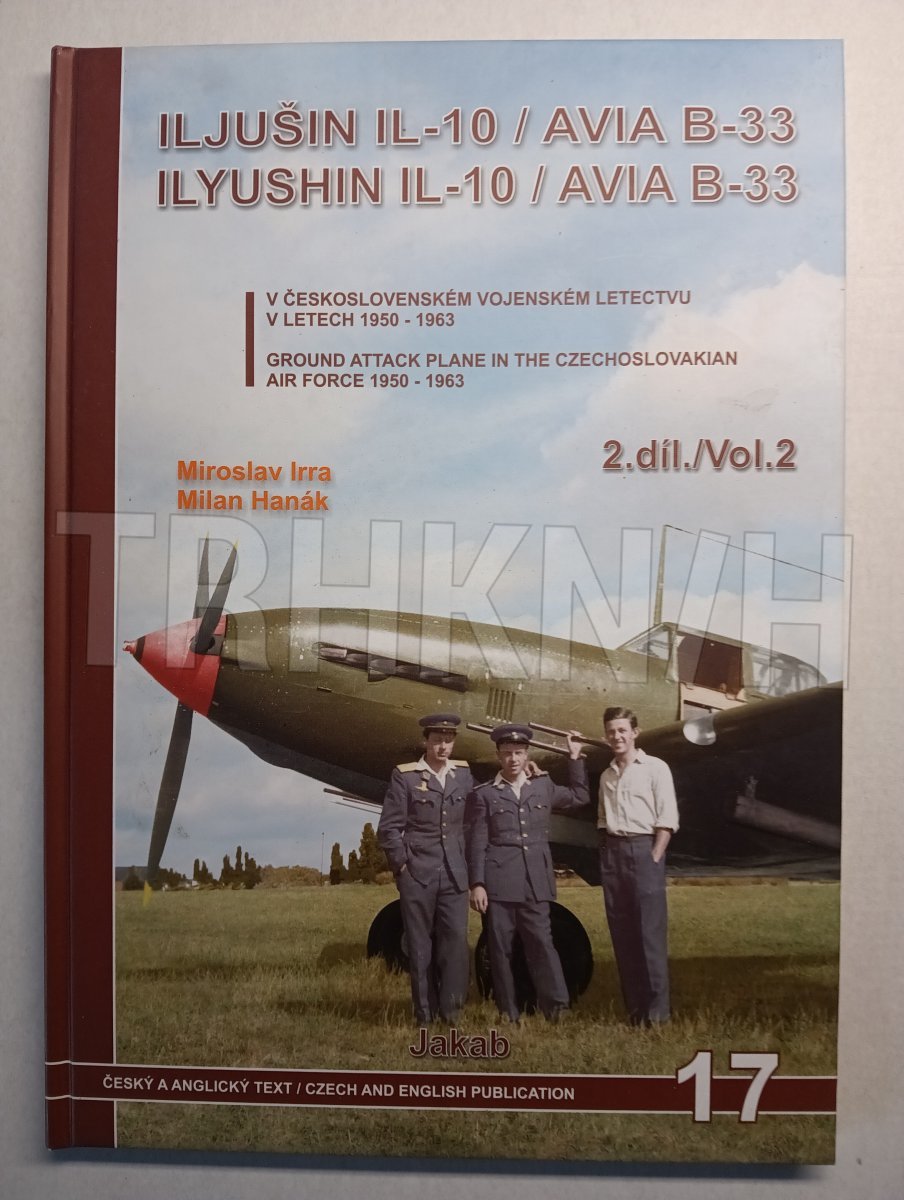 ILJUŠIN IL-10 / AVIA B-33
ILYUSHIN IL-10 / AVIA B-33
V ČESKOSLOVENSKÉM VOJENSKÉM LETECTVU
V LETECH 1950 - 1963
GROUND ATTACK PLANE IN THE CZECHOSLOVAKIAN
AIR FORCE 1950 - 1963
2.díl./Vol.2
Miroslav Irra
Milan Hanák
TRHKNIH
Jakab
17
ČESKÝ A ANGLICKÝ TEXT / CZECH AND ENGLISH PUBLICATION